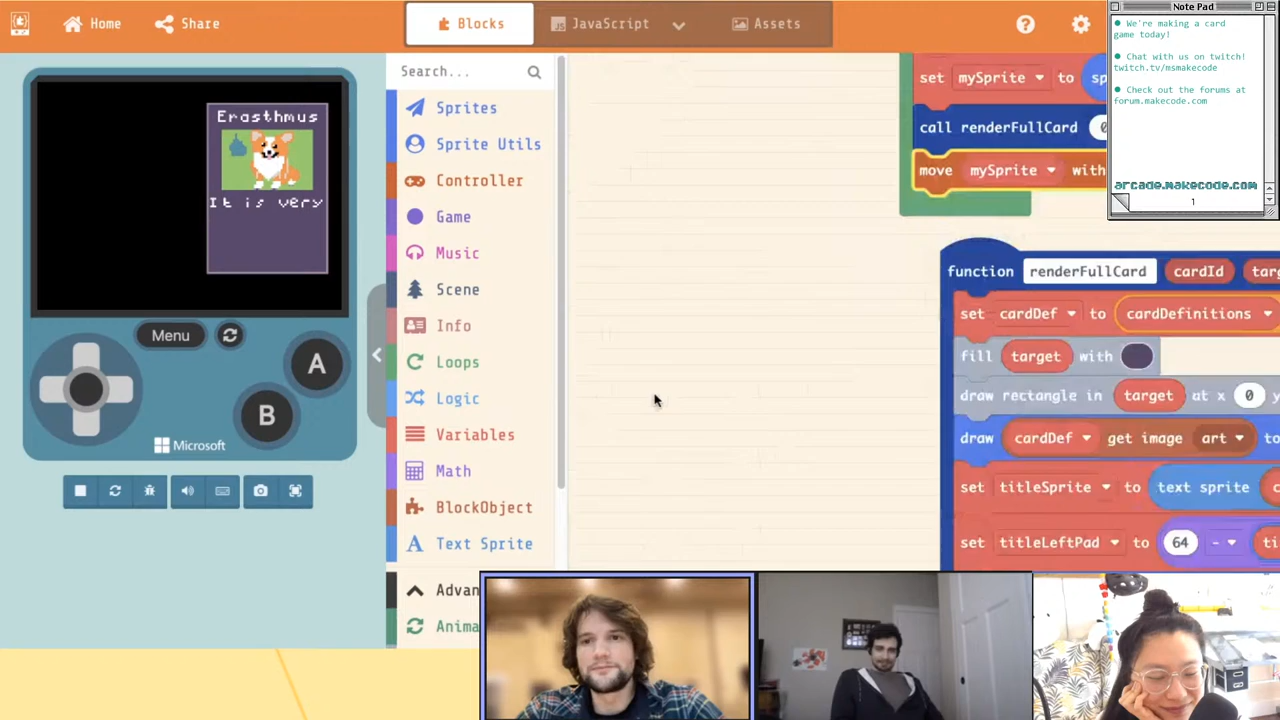 Home
Share
Blocks
JS
JavaScript
Assets
Note Pad
● We're making a card
game today!
● Chat with us on twitch!
twitch.tv/msmakecode
● Check out the forums at
forum.makecode.com
arcade.makecode.com
1
Erasthmus
It is very
Menu
A
B
Microsoft
Search...
Sprites
Sprite Utils
Controller
Game
Music
Scene
Info
Loops
Logic
Variables
Math
BlockObject
Text Sprite
Advan
Anima
set mySprite to sp
call renderFullCard
move mySprite with
function renderFullCard cardId targ
set cardDef to cardDefinitions
fill target with
draw rectangle in target at x 0 y
draw cardDef get image art to
set titleSprite to text sprite
set titleLeftPad to 64 - ti